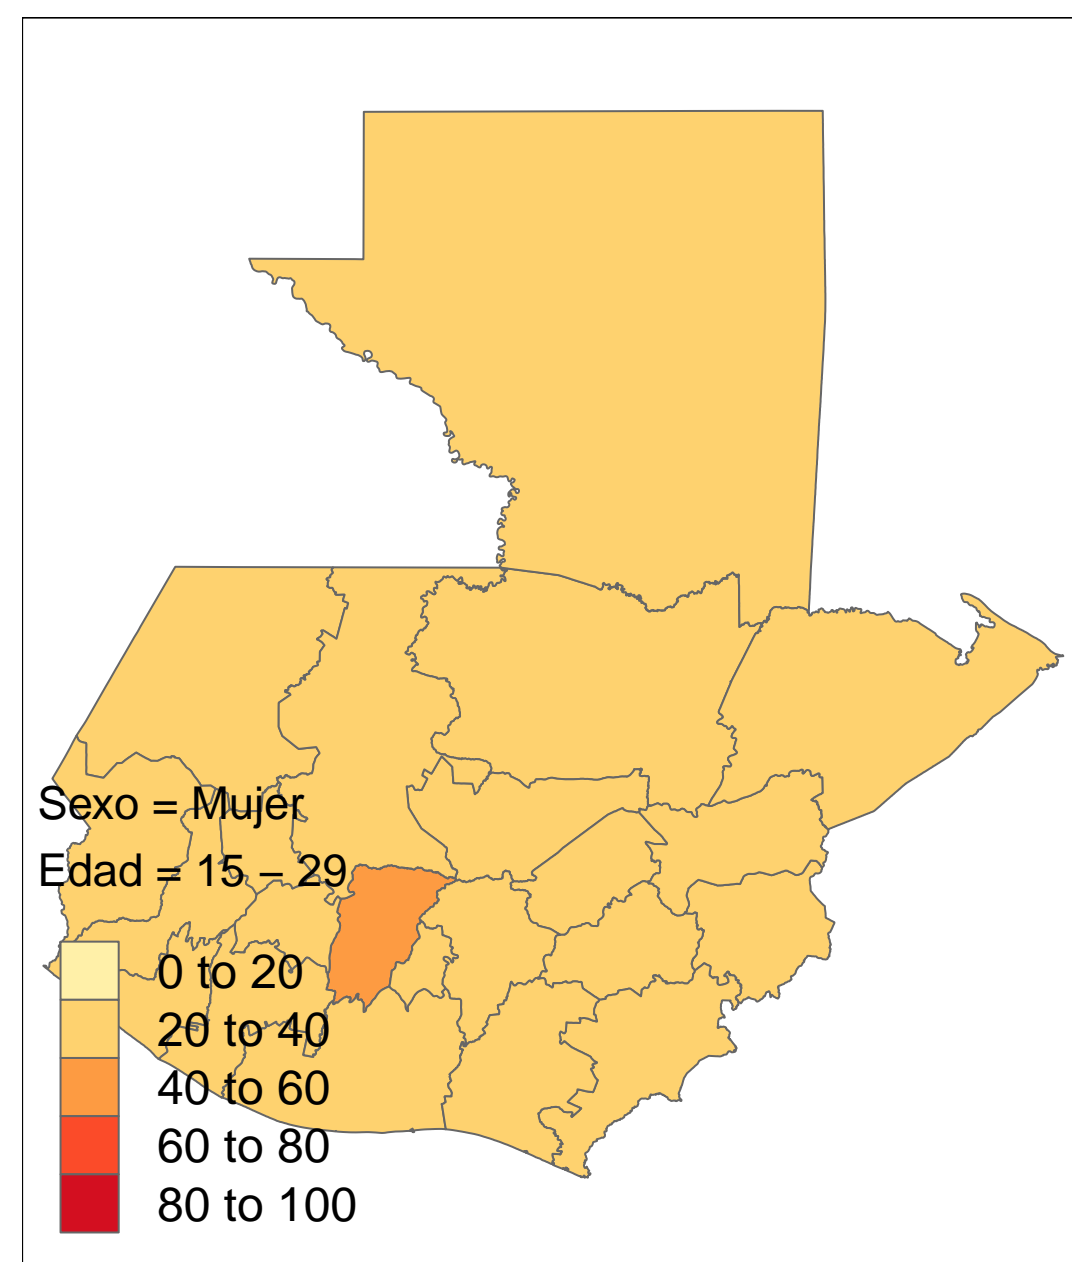 Sexo = Mujer
Edad = 15 – 29
0 to 20
20 to 40
40 to 60
60 to 80
80 to 100